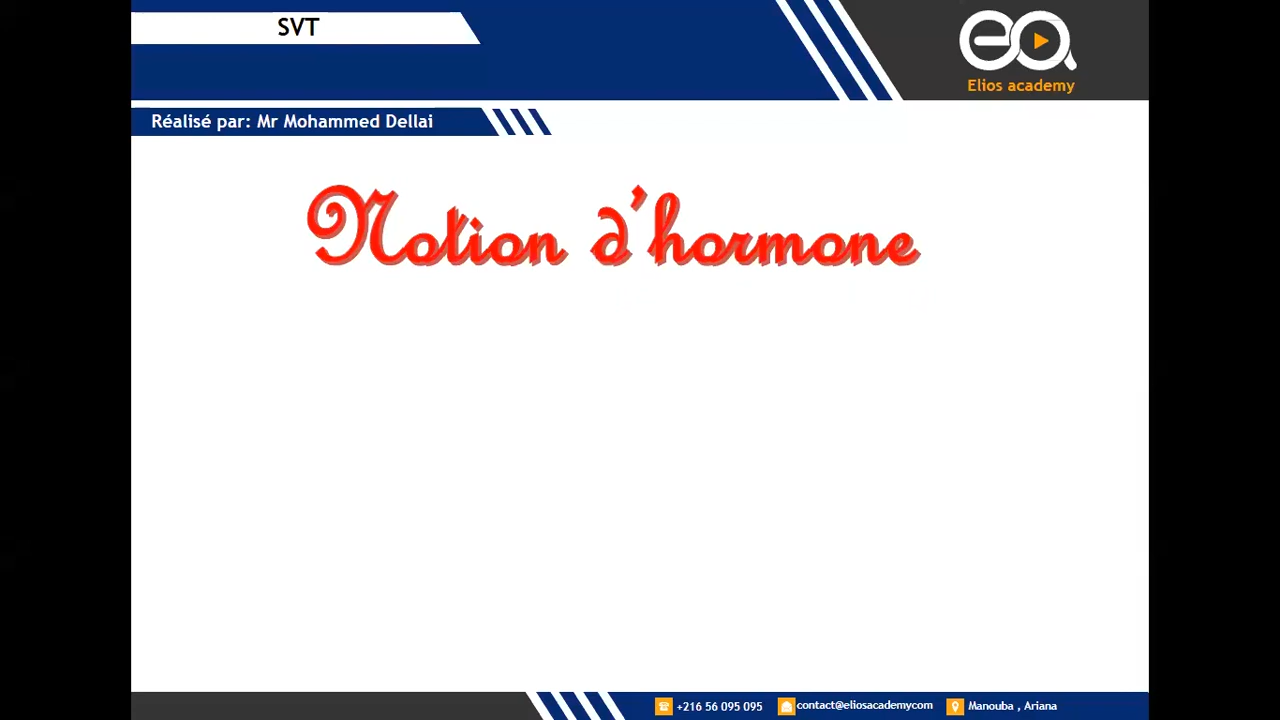 SVT
Elios academy
Réalisé par: Mr Mohammed Dellai
Notion d'hormone
+216 56 095 095
contact@eliosacademycom
Manouba , Ariana